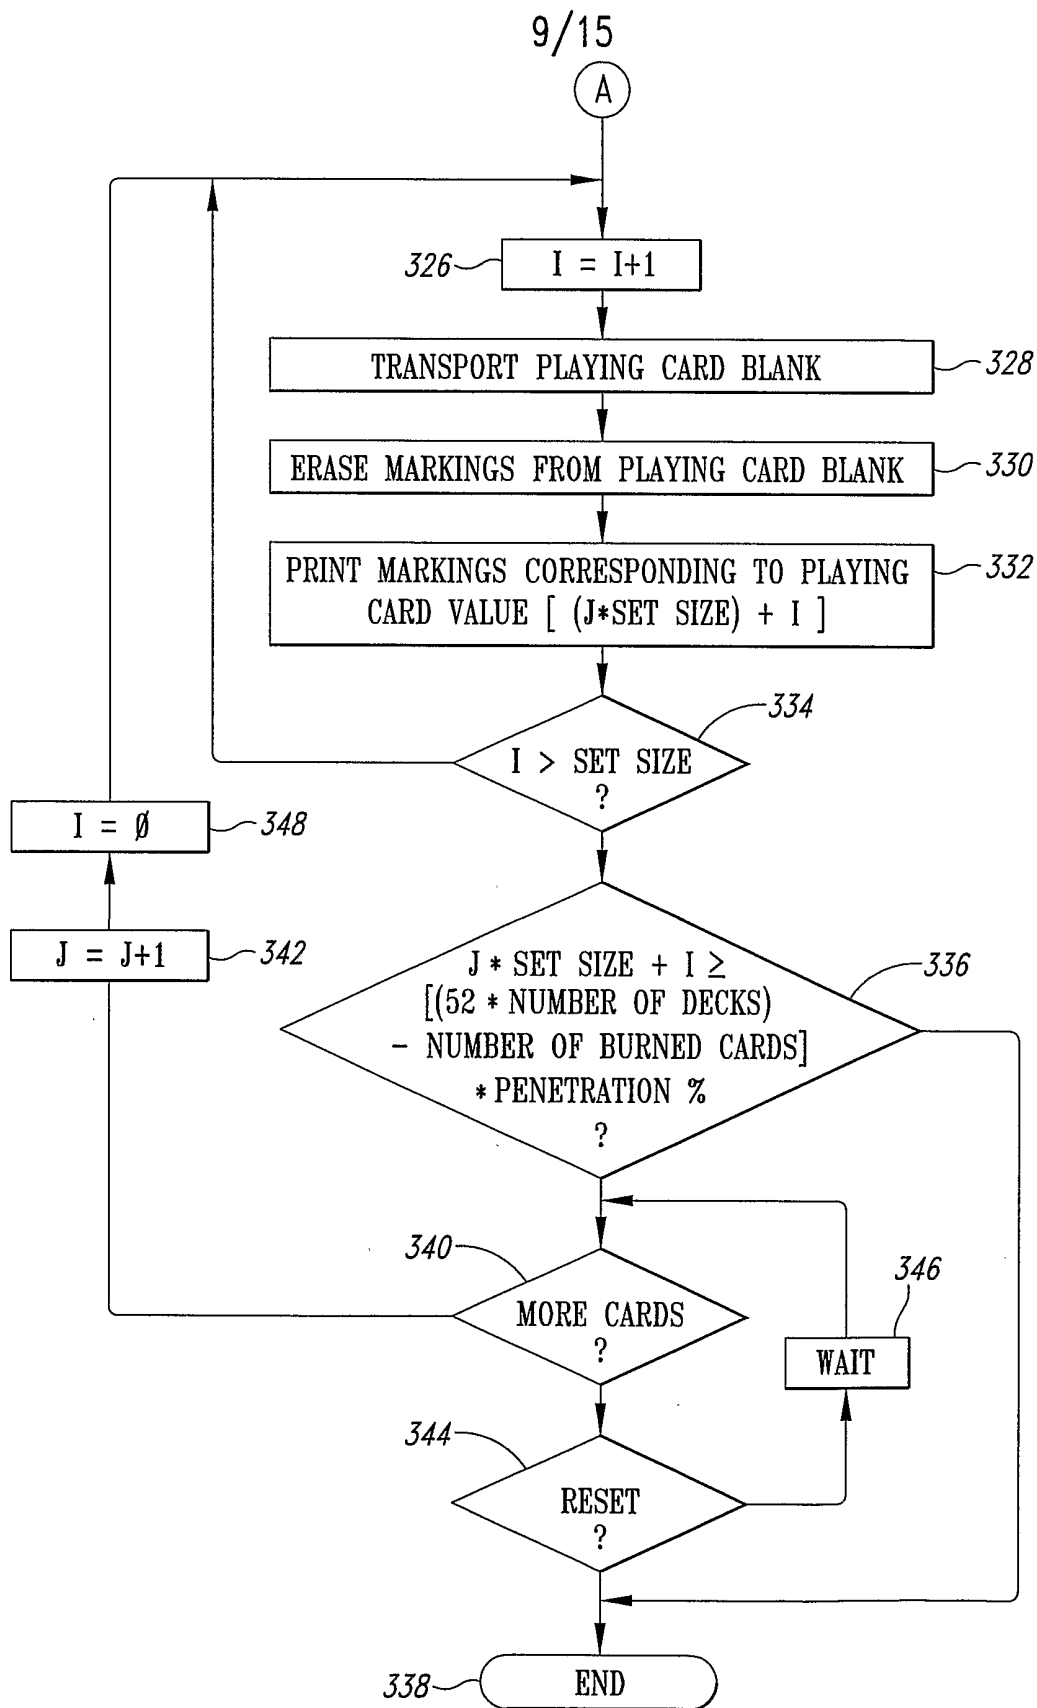 9/15
A
326
I = I+1
TRANSPORT PLAYING CARD BLANK
328
ERASE MARKINGS FROM PLAYING CARD BLANK
330
PRINT MARKINGS CORRESPONDING TO PLAYING
CARD VALUE [ (J*SET SIZE) + I ]
332
334
I > SET SIZE
?
I = Ø
348
J = J+1
342
J * SET SIZE + I ≥
[(52 * NUMBER OF DECKS)
- NUMBER OF BURNED CARDS]
* PENETRATION %
?
336
340
MORE CARDS
?
346
WAIT
344
RESET
?
338
END